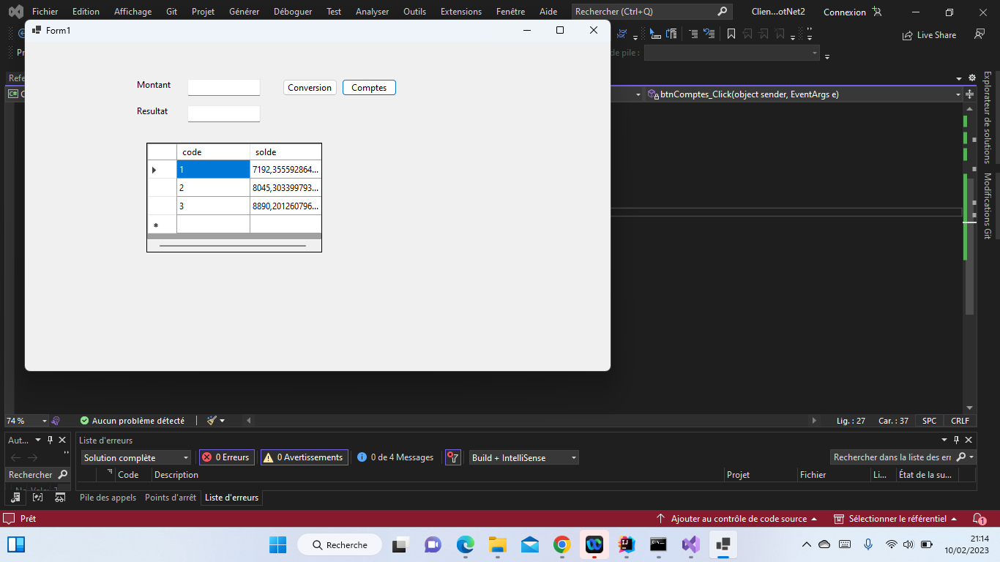 Fichier Edition Affichage Git Projet Générer Déboguer Test Analyser Outils Extensions Fenêtre Aide Rechercher (Ctrl+Q) Clien...otNet2 Connexion
Form1
Live Share
de pile :
Montant Conversion Comptes
Resultat
btnComptes_Click(object sender, EventArgs e)
Explorateur de solutions
Modifications Git
code solde
1 7192,355592864...
2 8045,303399793...
3 8890,201260796...
74 % Aucun problème détecté Lig. : 27 Car. : 37 SPC CRLF
Aut... Liste d'erreurs
Solution complète 0 Erreurs 0 Avertissements 0 de 4 Messages Build + IntelliSense Rechercher dans la liste des err
Rechercher Code Description Projet Fichier Li... État de la su...
Pile des appels Points d'arrêt Liste d'erreurs
Prêt Ajouter au contrôle de code source Sélectionner le référentiel 1
Recherche
21:14
10/02/2023